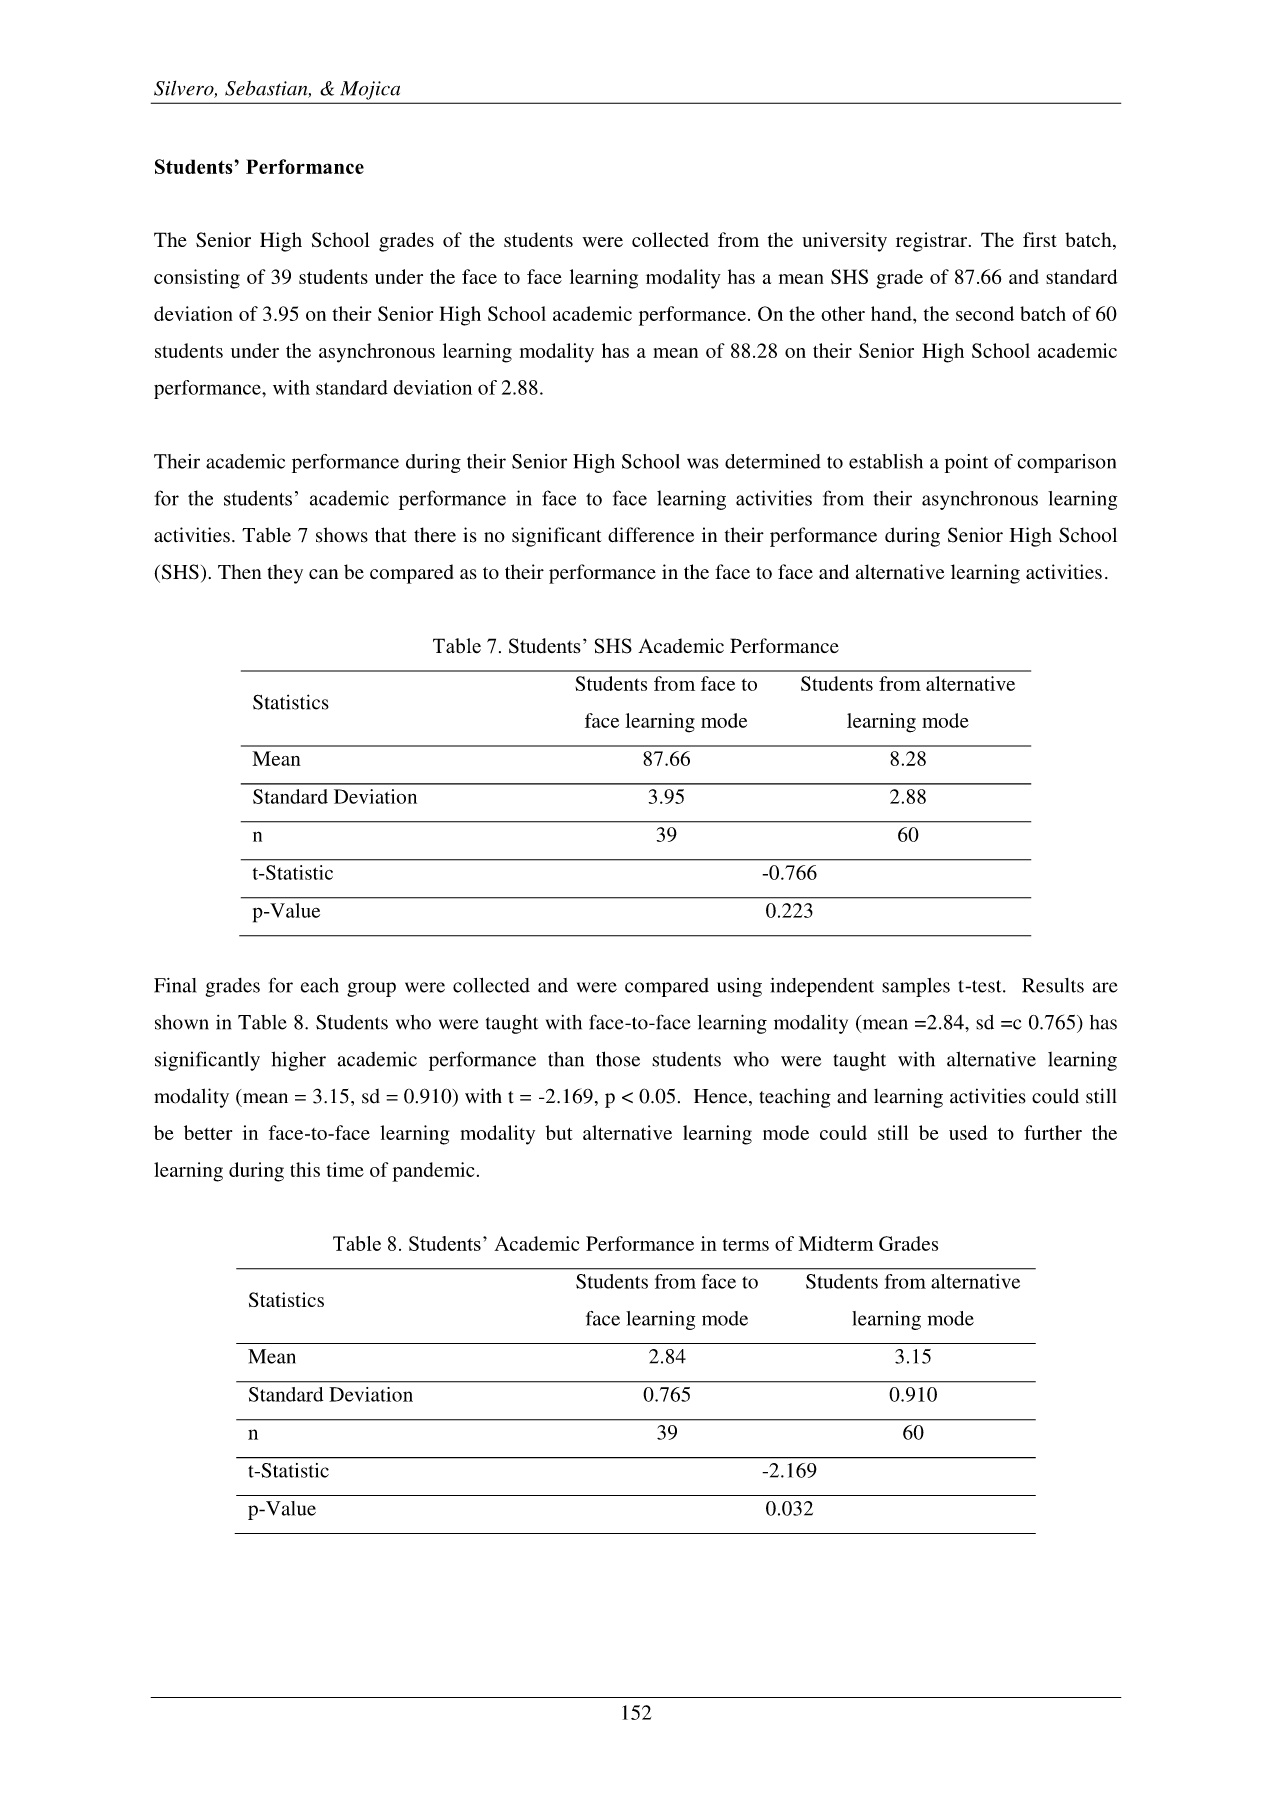 Silvero, Sebastian, & Mojica
Students’ Performance
The Senior High School grades of the students were collected from the university registrar. The first batch,
consisting of 39 students under the face to face learning modality has a mean SHS grade of 87.66 and standard
deviation of 3.95 on their Senior High School academic performance. On the other hand, the second batch of 60
students under the asynchronous learning modality has a mean of 88.28 on their Senior High School academic
performance, with standard deviation of 2.88.
Their academic performance during their Senior High School was determined to establish a point of comparison
for the students’ academic performance in face to face learning activities from their asynchronous learning
activities. Table 7 shows that there is no significant difference in their performance during Senior High School
(SHS). Then they can be compared as to their performance in the face to face and alternative learning activities.
Table 7. Students’ SHS Academic Performance
Statistics
Students from face to
face learning mode
Students from alternative
learning mode
Mean 87.66 8.28
Standard Deviation 3.95 2.88
n 39 60
t-Statistic -0.766
p-Value 0.223
Final grades for each group were collected and were compared using independent samples t-test. Results are
shown in Table 8. Students who were taught with face-to-face learning modality (mean =2.84, sd =c 0.765) has
significantly higher academic performance than those students who were taught with alternative learning
modality (mean = 3.15, sd = 0.910) with t = -2.169, p < 0.05. Hence, teaching and learning activities could still
be better in face-to-face learning modality but alternative learning mode could still be used to further the
learning during this time of pandemic.
Table 8. Students’ Academic Performance in terms of Midterm Grades
Statistics
Students from face to
face learning mode
Students from alternative
learning mode
Mean 2.84 3.15
Standard Deviation 0.765 0.910
n 39 60
t-Statistic -2.169
p-Value 0.032
152